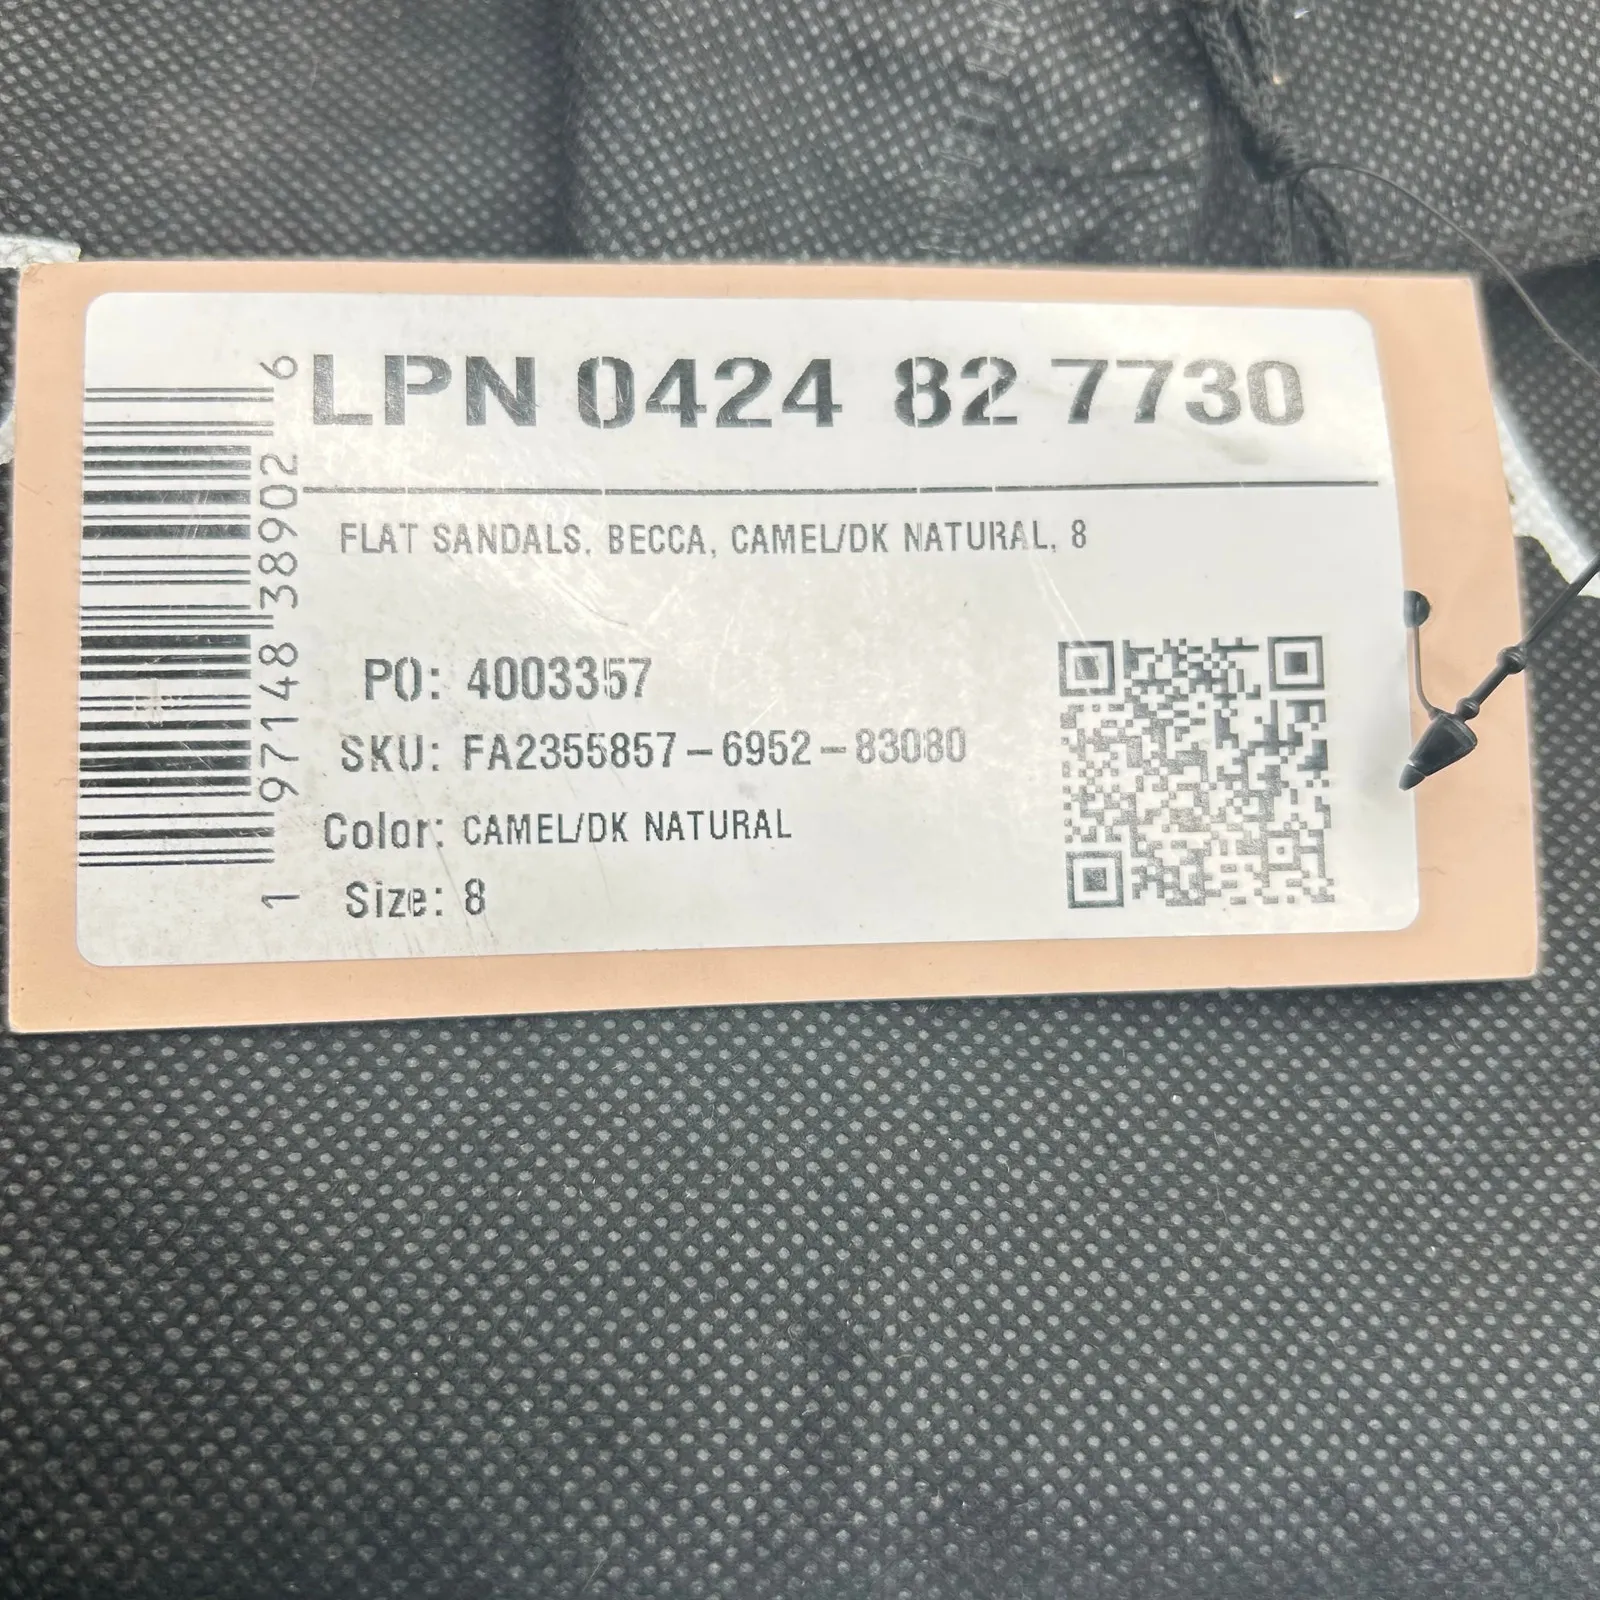 LPN 0424 82 7730
FLAT SANDALS, BECCA, CAMEL/DK NATURAL, 8
PO: 4003357
SKU: FA2355857-6952-83080
Color: CAMEL/DK NATURAL
Size: 8
1 97148 38902 6